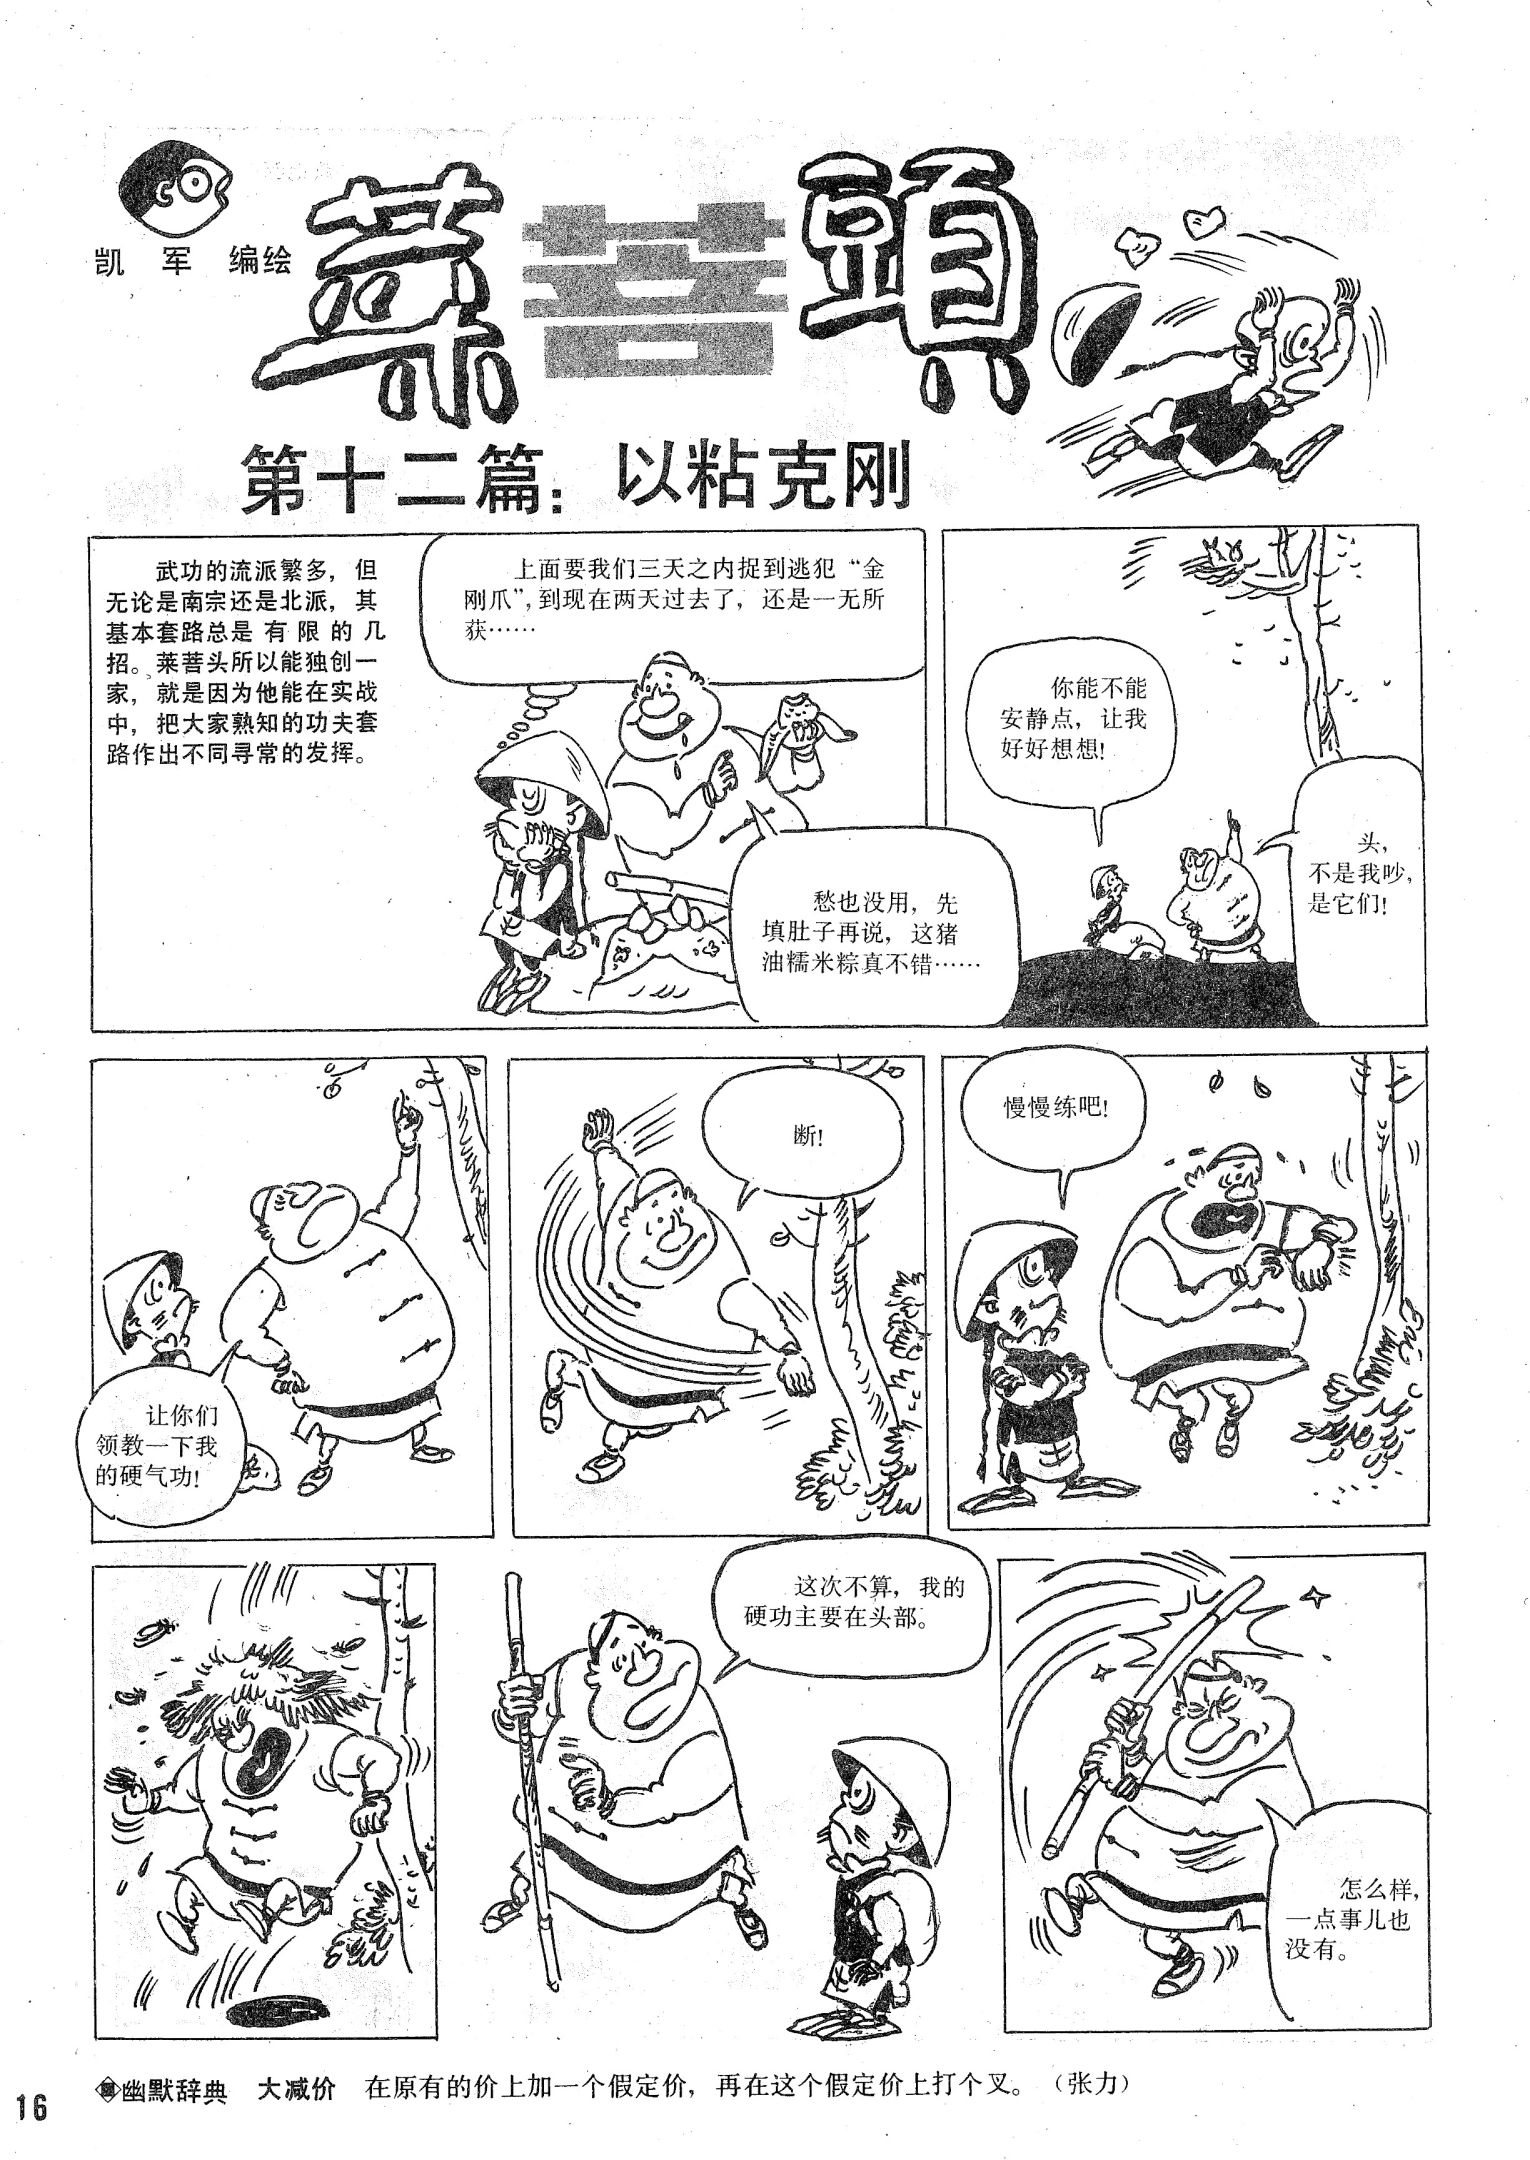 凯 军 编绘
菜菩頭
第十二篇：以粘克刚
武功的流派繁多，但
无论是南宗还是北派，其
基本套路总是有限的几
招。菜菩头所以能独创一
家，就是因为他能在实战
中，把大家熟知的功夫套
路作出不同寻常的发挥。
上面要我们三天之内捉到逃犯“金
刚爪”，到现在两天过去了，还是一无所
获……
愁也没用，先
填肚子再说，这猪
油糯米粽真不错……
你能不能
安静点，让我
好好想想！
头，
不是我吵，
是它们！
让你们
领教一下我
的硬气功！
断！
慢慢练吧！
这次不算，我的
硬功主要在头部。
怎么样，
一点事儿也
没有。
幽默辞典 大减价 在原有的价上加一个假定价，再在这个假定价上打个叉。（张力）
16